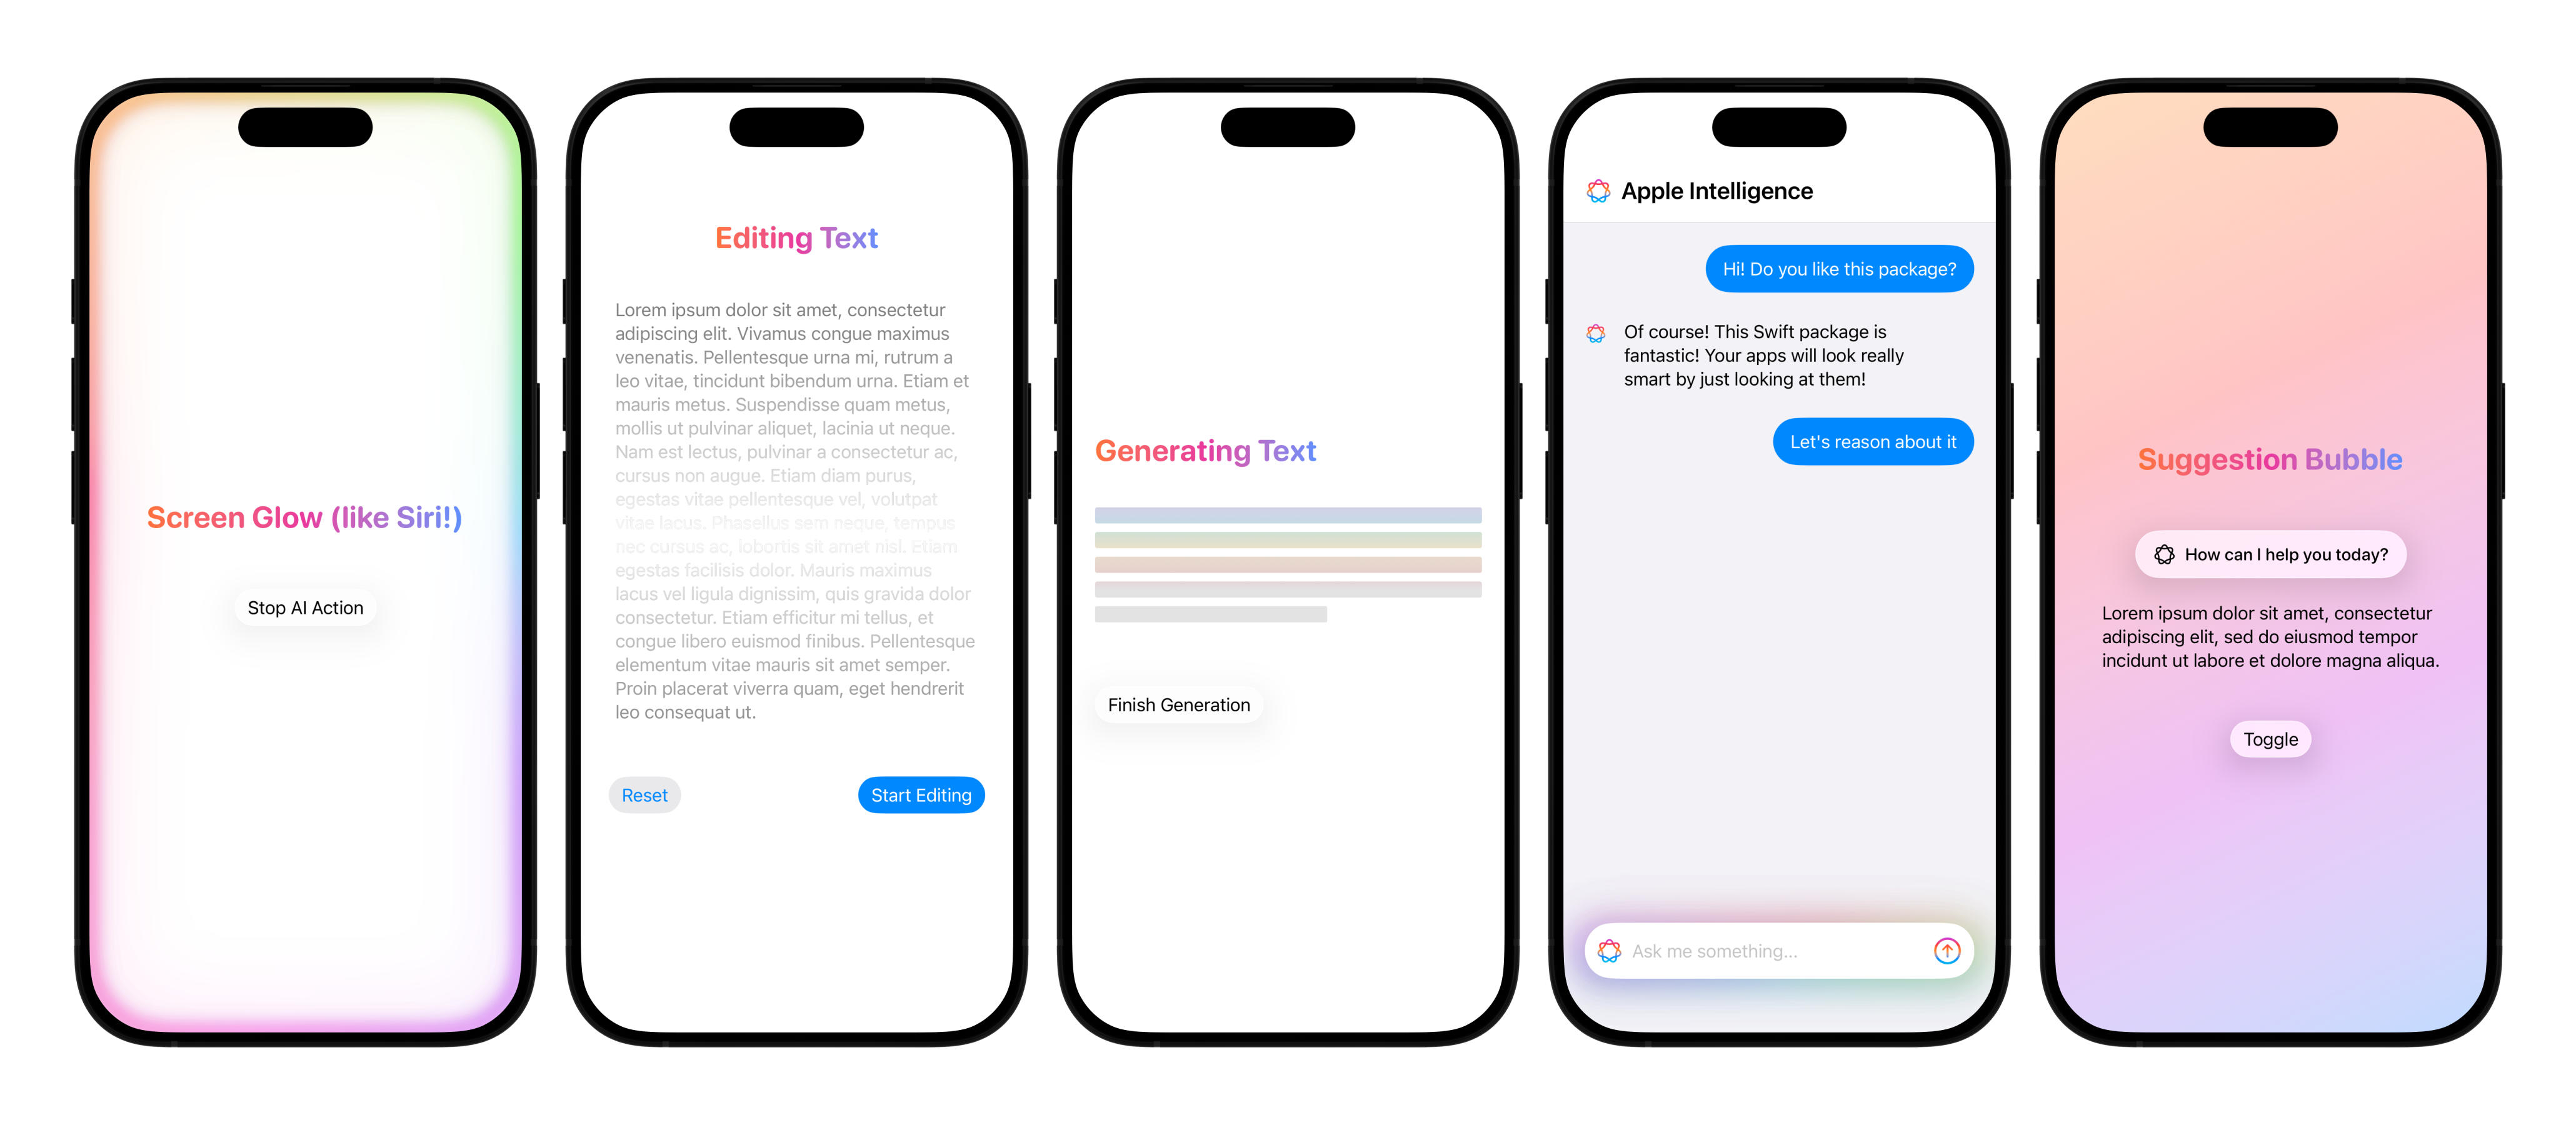 Screen Glow (like Siri!)
Stop AI Action
Editing Text
Lorem ipsum dolor sit amet, consectetur
adipiscing elit. Vivamus congue maximus
venenatis. Pellentesque urna mi, rutrum a
leo vitae, tincidunt bibendum urna. Etiam et
mauris metus. Suspendisse quam metus,
mollis ut pulvinar aliquet, lacinia ut neque.
Nam est lectus, pulvinar a consectetur ac,
cursus non augue. Etiam diam purus,
egestas vitae pellentesque vel, volutpat
vitae lacus. Phasellus sem neque, tempus
nec cursus ac, lobortis sit amet nisl. Etiam
egestas facilisis dolor. Mauris maximus
lacus vel ligula dignissim, quis gravida dolor
consectetur. Etiam efficitur mi tellus, et
congue libero euismod finibus. Pellentesque
elementum vitae mauris sit amet semper.
Proin placerat viverra quam, eget hendrerit
leo consequat ut.
Reset
Start Editing
Generating Text
Finish Generation
Apple Intelligence
Hi! Do you like this package?
Of course! This Swift package is
fantastic! Your apps will look really
smart by just looking at them!
Let's reason about it
Ask me something...
Suggestion Bubble
How can I help you today?
Lorem ipsum dolor sit amet, consectetur
adipiscing elit, sed do eiusmod tempor
incidunt ut labore et dolore magna aliqua.
Toggle